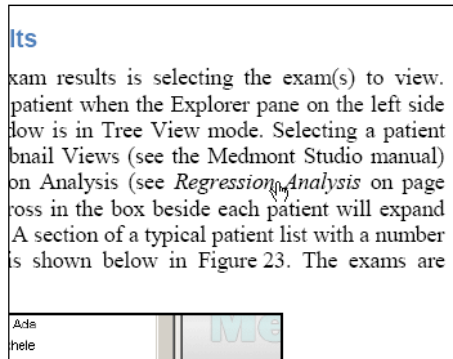 lts
xam results is selecting the exam(s) to view.
patient when the Explorer pane on the left side
low is in Tree View mode. Selecting a patient
bnail Views (see the Medmont Studio manual)
on Analysis (see Regression Analysis on page
ross in the box beside each patient will expand
A section of a typical patient list with a number
is shown below in Figure 23. The exams are
Ada
hele
Me